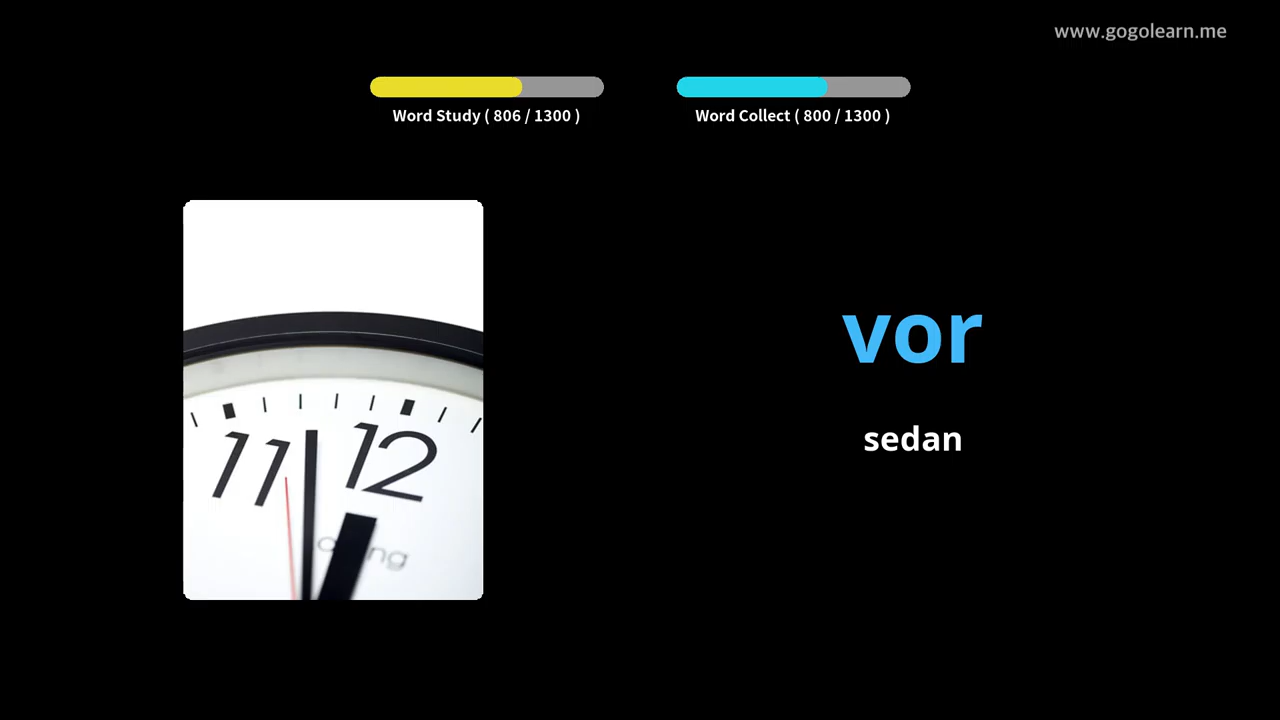 www.gogolearn.me
Word Study ( 806 / 1300 )
Word Collect ( 800 / 1300 )
vor
sedan
11
12